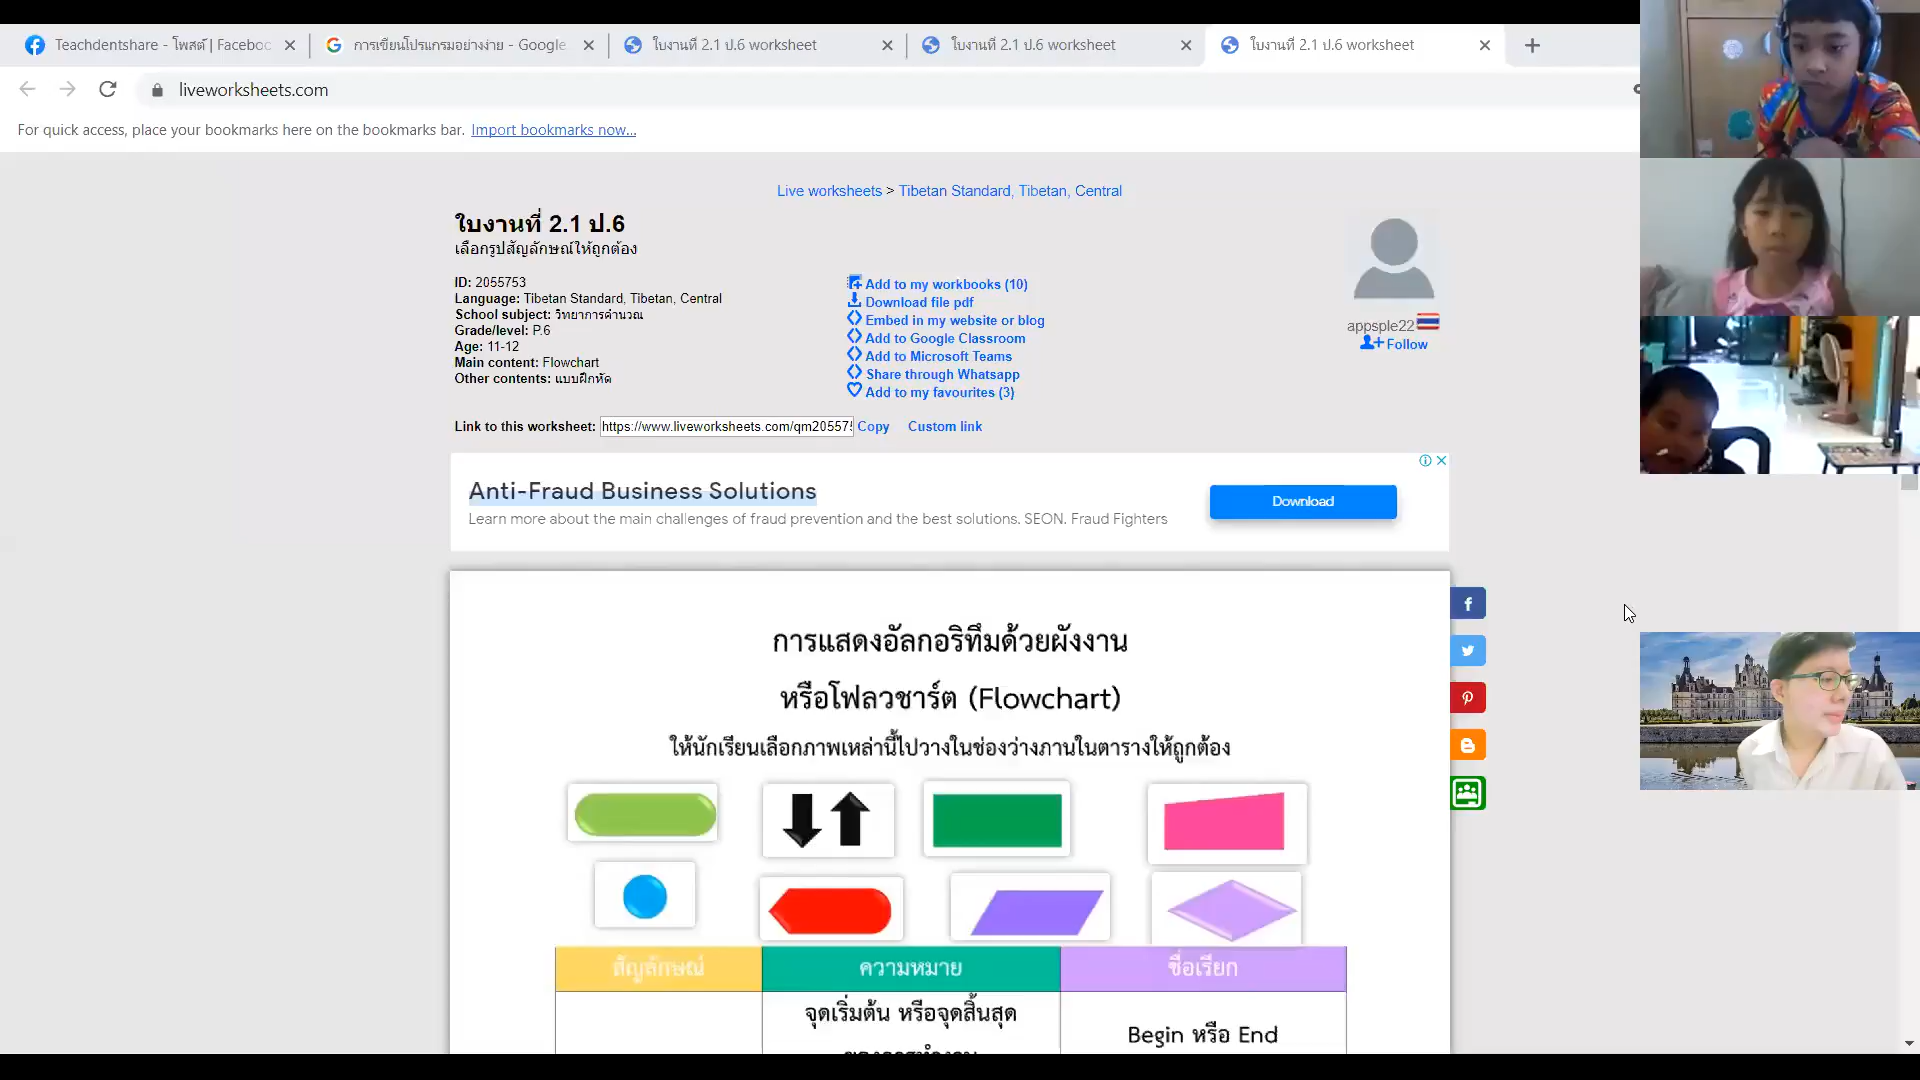 Teachdentshare - โพสต์ | Faceboo
การเขียนโปรแกรมอย่างง่าย - Google
ใบงานที่ 2.1 ป.6 worksheet
ใบงานที่ 2.1 ป.6 worksheet
ใบงานที่ 2.1 ป.6 worksheet
liveworksheets.com
For quick access, place your bookmarks here on the bookmarks bar. Import bookmarks now...
Live worksheets > Tibetan Standard, Tibetan, Central
ใบงานที่ 2.1 ป.6
เลือกรูปสัญลักษณ์ให้ถูกต้อง
ID: 2055753
Language: Tibetan Standard, Tibetan, Central
School subject: วิทยาการคำนวณ
Grade/level: P.6
Age: 11-12
Main content: Flowchart
Other contents: แบบฝึกหัด
Add to my workbooks (10)
Download file pdf
Embed in my website or blog
Add to Google Classroom
Add to Microsoft Teams
Share through Whatsapp
Add to my favourites (3)
appsple22
Follow
Link to this worksheet: https://www.liveworksheets.com/qm20557 Copy Custom link
Anti-Fraud Business Solutions
Learn more about the main challenges of fraud prevention and the best solutions. SEON. Fraud Fighters
Download
การแสดงอัลกอริทึมด้วยผังงาน
หรือโฟลวชาร์ต (Flowchart)
ให้นักเรียนเลือกภาพเหล่านี้ไปวางในช่องว่างภานในตารางให้ถูกต้อง
สัญลักษณ์ ความหมาย ชื่อเรียก
จุดเริ่มต้น หรือจุดสิ้นสุด
Begin หรือ End